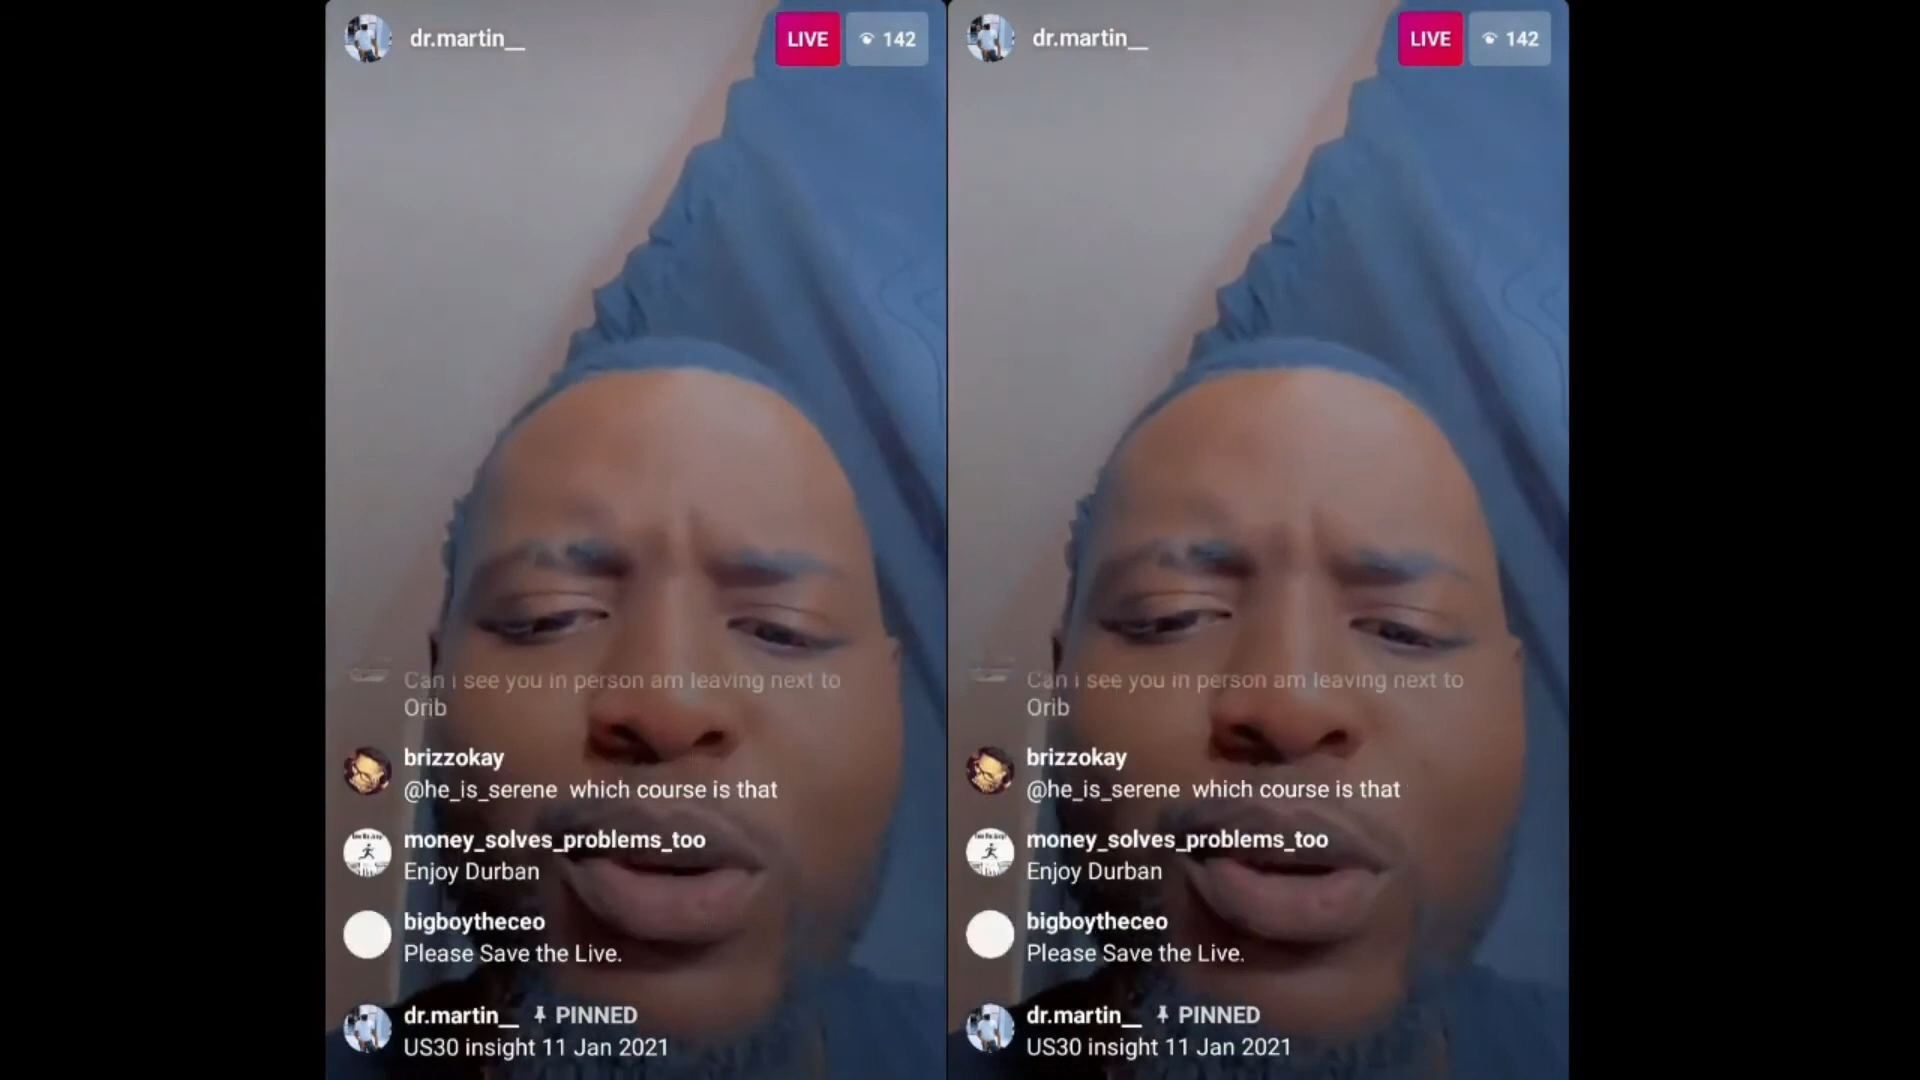 dr.martin__
LIVE
142
Can i see you in person am leaving next to
Orib
brizzokay
@he_is_serene which course is that
money_solves_problems_too
Enjoy Durban
bigboytheceo
Please Save the Live.
dr.martin__ PINNED
US30 insight 11 Jan 2021
dr.martin__
LIVE
142
Can i see you in person am leaving next to
Orib
brizzokay
@he_is_serene which course is that
money_solves_problems_too
Enjoy Durban
bigboytheceo
Please Save the Live.
dr.martin__ PINNED
US30 insight 11 Jan 2021